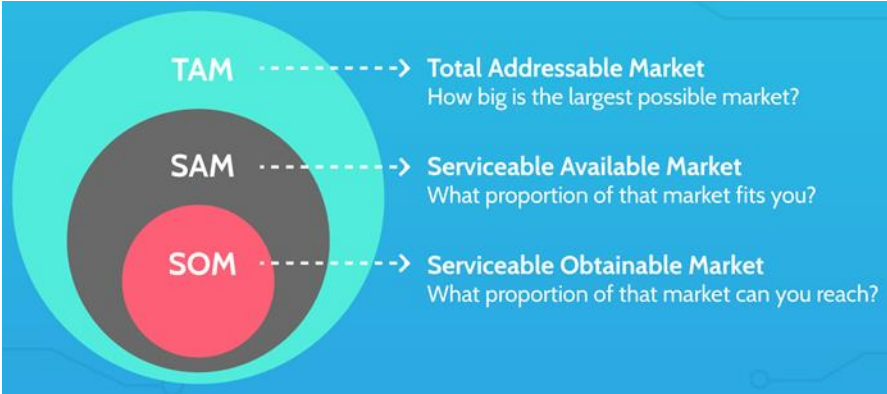 TAM
Total Addressable Market
How big is the largest possible market?
SAM
Serviceable Available Market
What proportion of that market fits you?
SOM
Serviceable Obtainable Market
What proportion of that market can you reach?